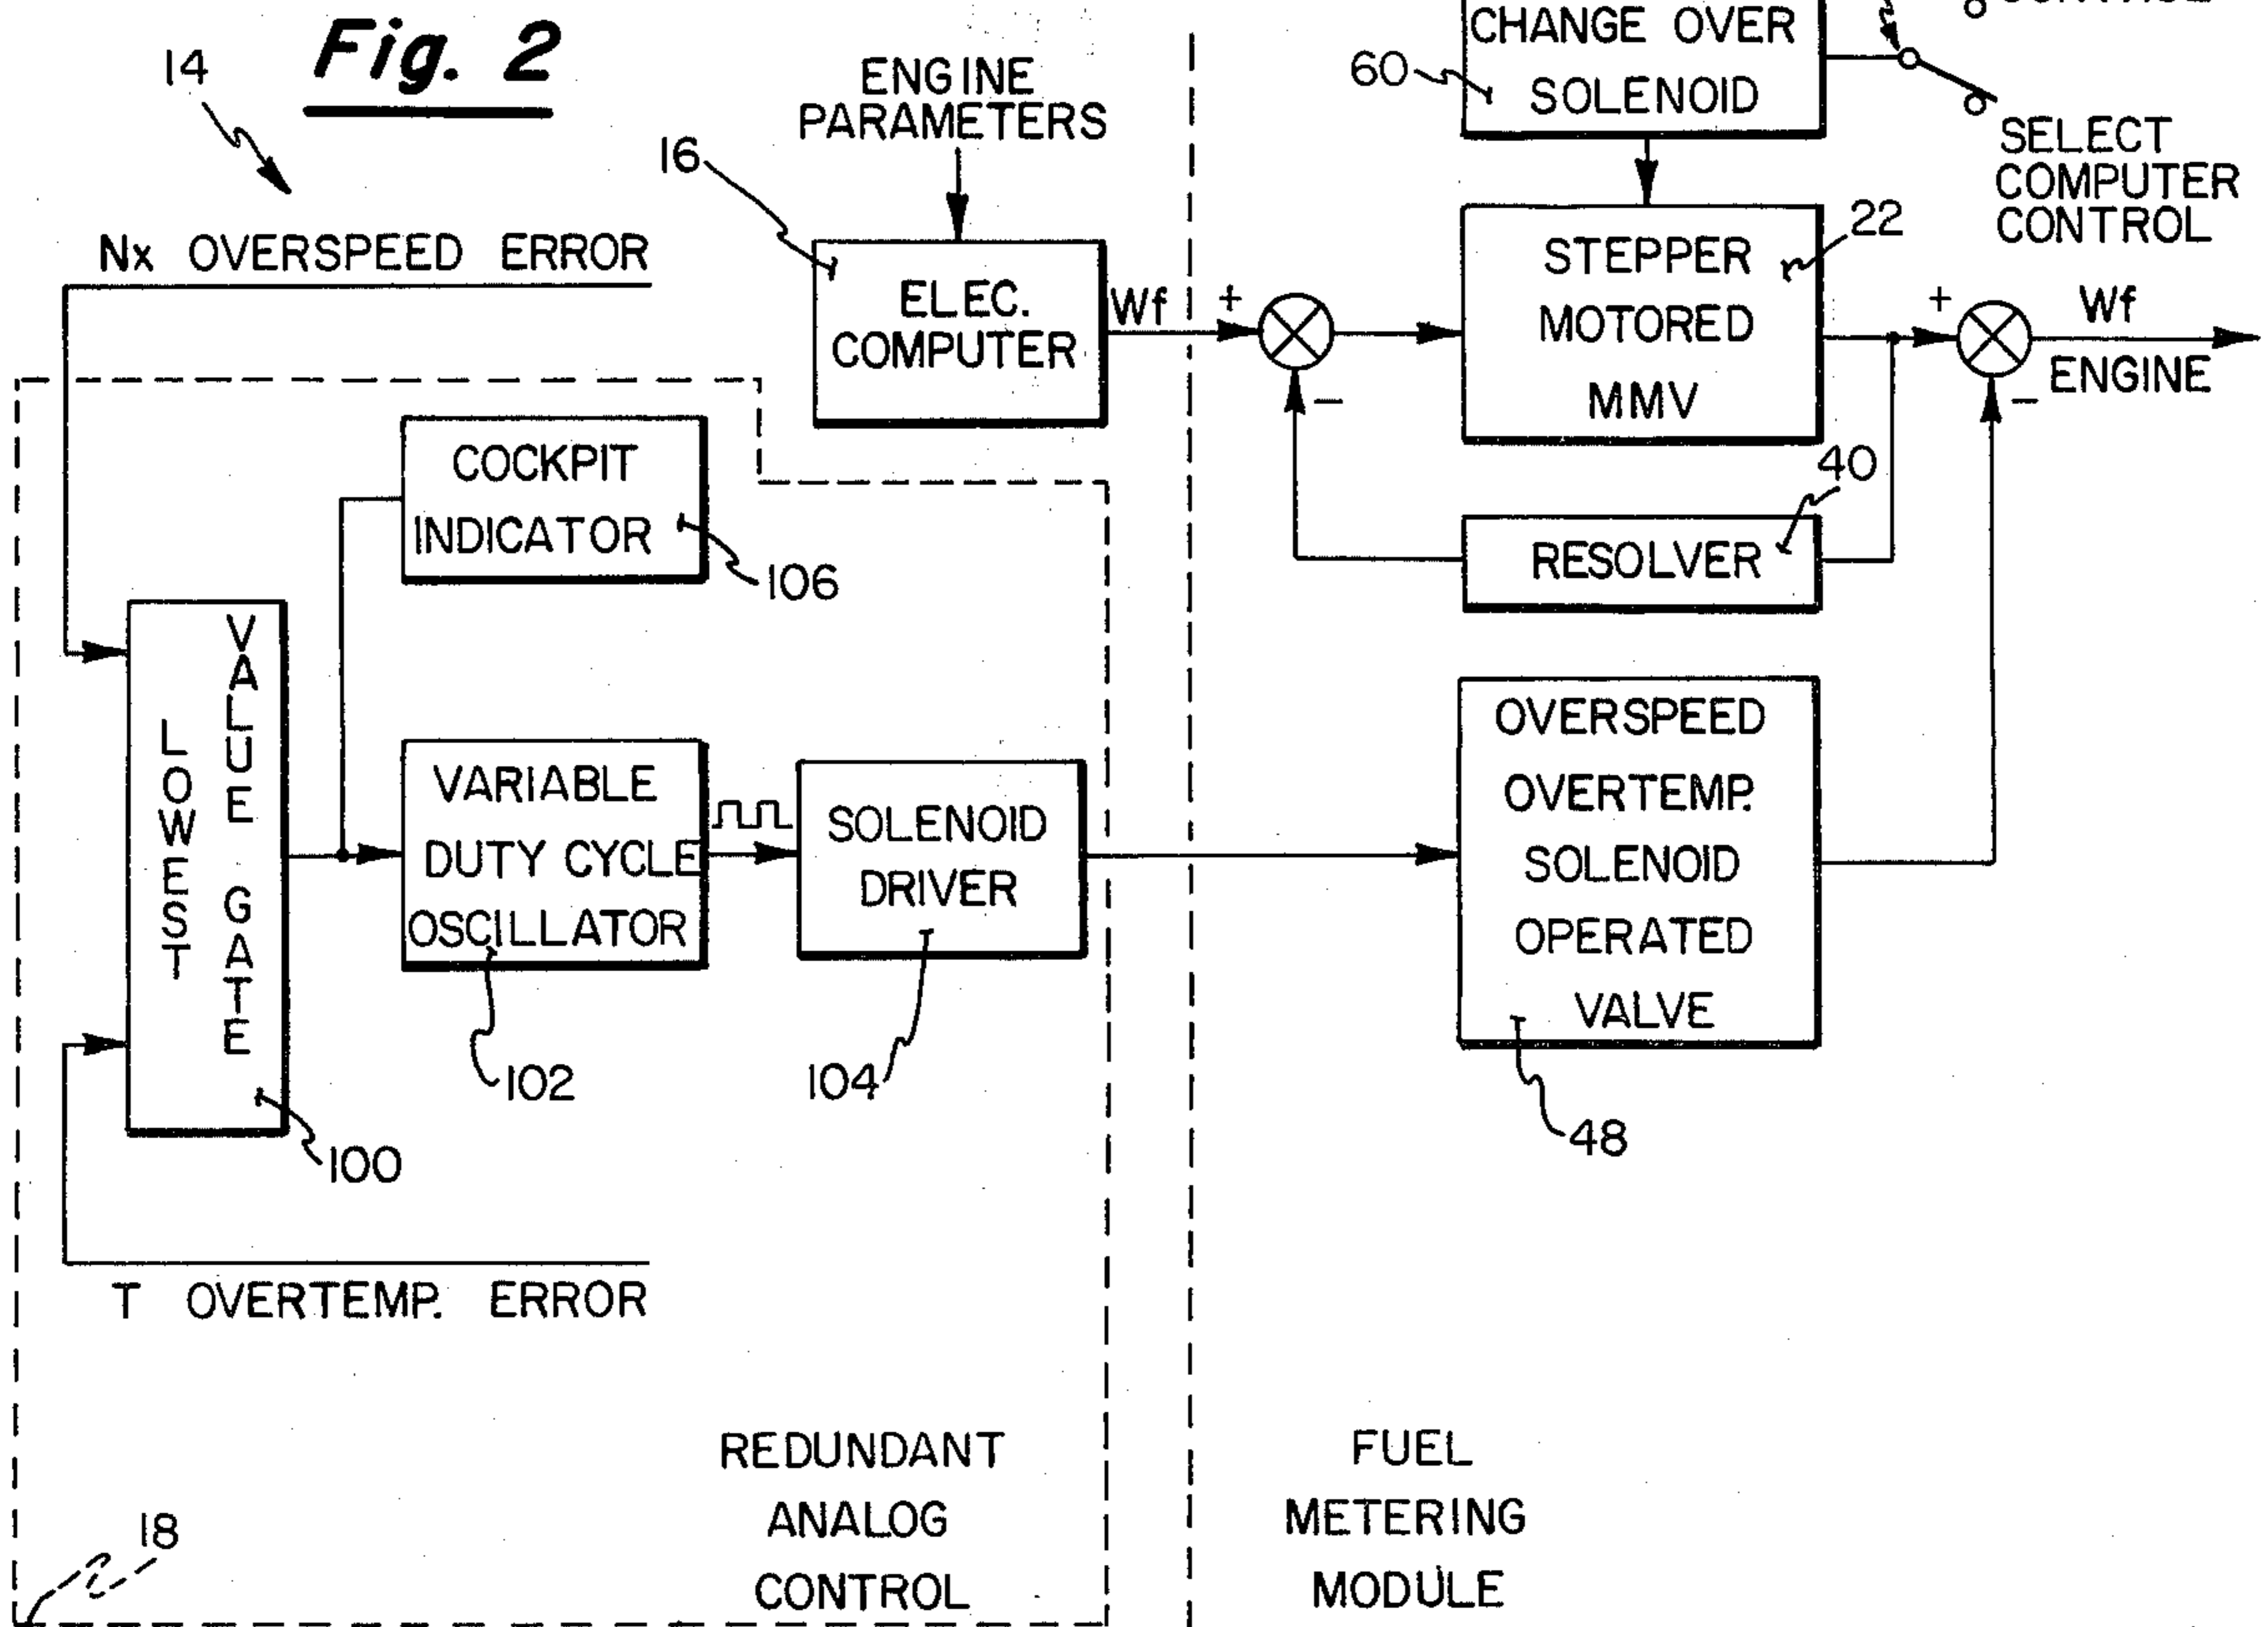 Fig. 2
14
ENGINE
PARAMETERS
16
Nx OVERSPEED ERROR
ELEC.
COMPUTER
Wf
+
−
CHANGE OVER
SOLENOID
60
SELECT
COMPUTER
CONTROL
STEPPER
MOTORED
MMV
22
+
−
Wf
ENGINE
RESOLVER
40
COCKPIT
INDICATOR
106
LOWEST
VALUE GATE
100
VARIABLE
DUTY CYCLE
OSCILLATOR
102
SOLENOID
DRIVER
104
OVERSPEED
OVERTEMP.
SOLENOID
OPERATED
VALVE
48
T OVERTEMP. ERROR
REDUNDANT
ANALOG
CONTROL
18
FUEL
METERING
MODULE